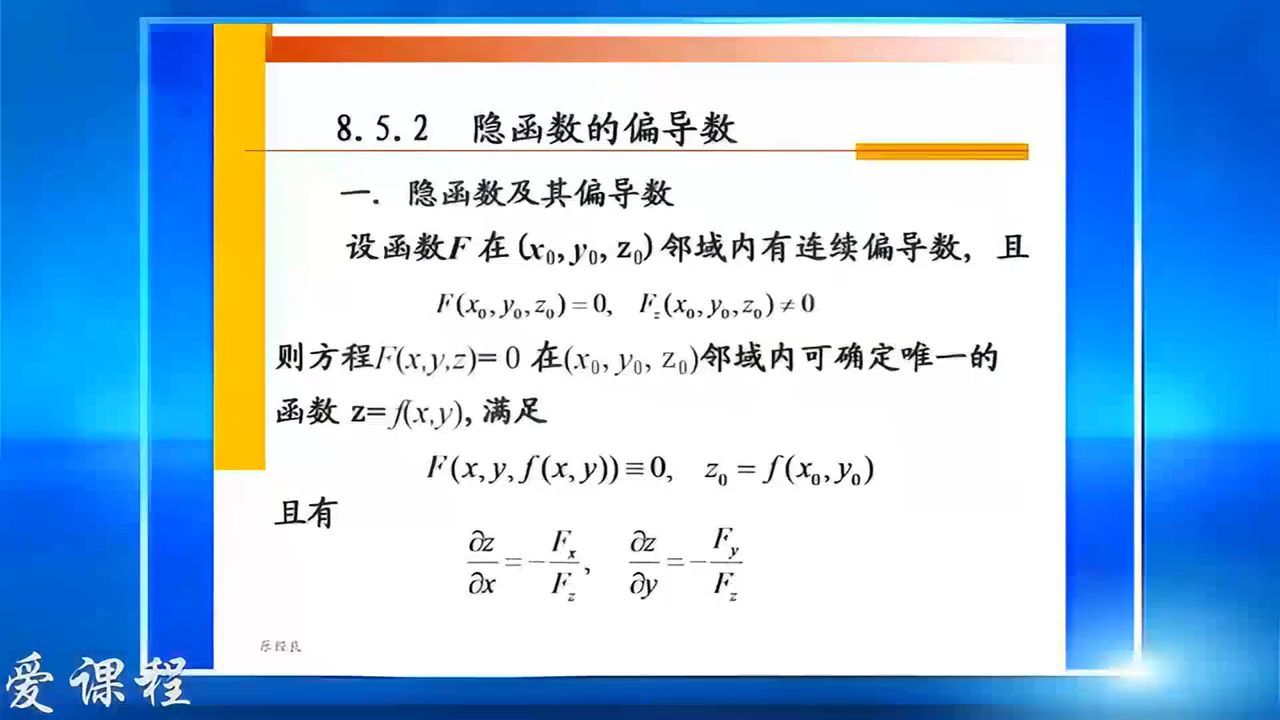 8.5.2 隐函数的偏导数
一. 隐函数及其偏导数
设函数F 在(x₀, y₀, z₀)邻域内有连续偏导数, 且
F(x₀, y₀, z₀) = 0, F_z(x₀, y₀, z₀) ≠ 0
则方程F(x,y,z)= 0 在(x₀, y₀, z₀)邻域内可确定唯一的
函数 z= f(x,y), 满足
F(x, y, f(x, y)) ≡ 0, z₀ = f(x₀, y₀)
且有
∂z/∂x = −F_x/F_z, ∂z/∂y = −F_y/F_z
乐经良
爱课程